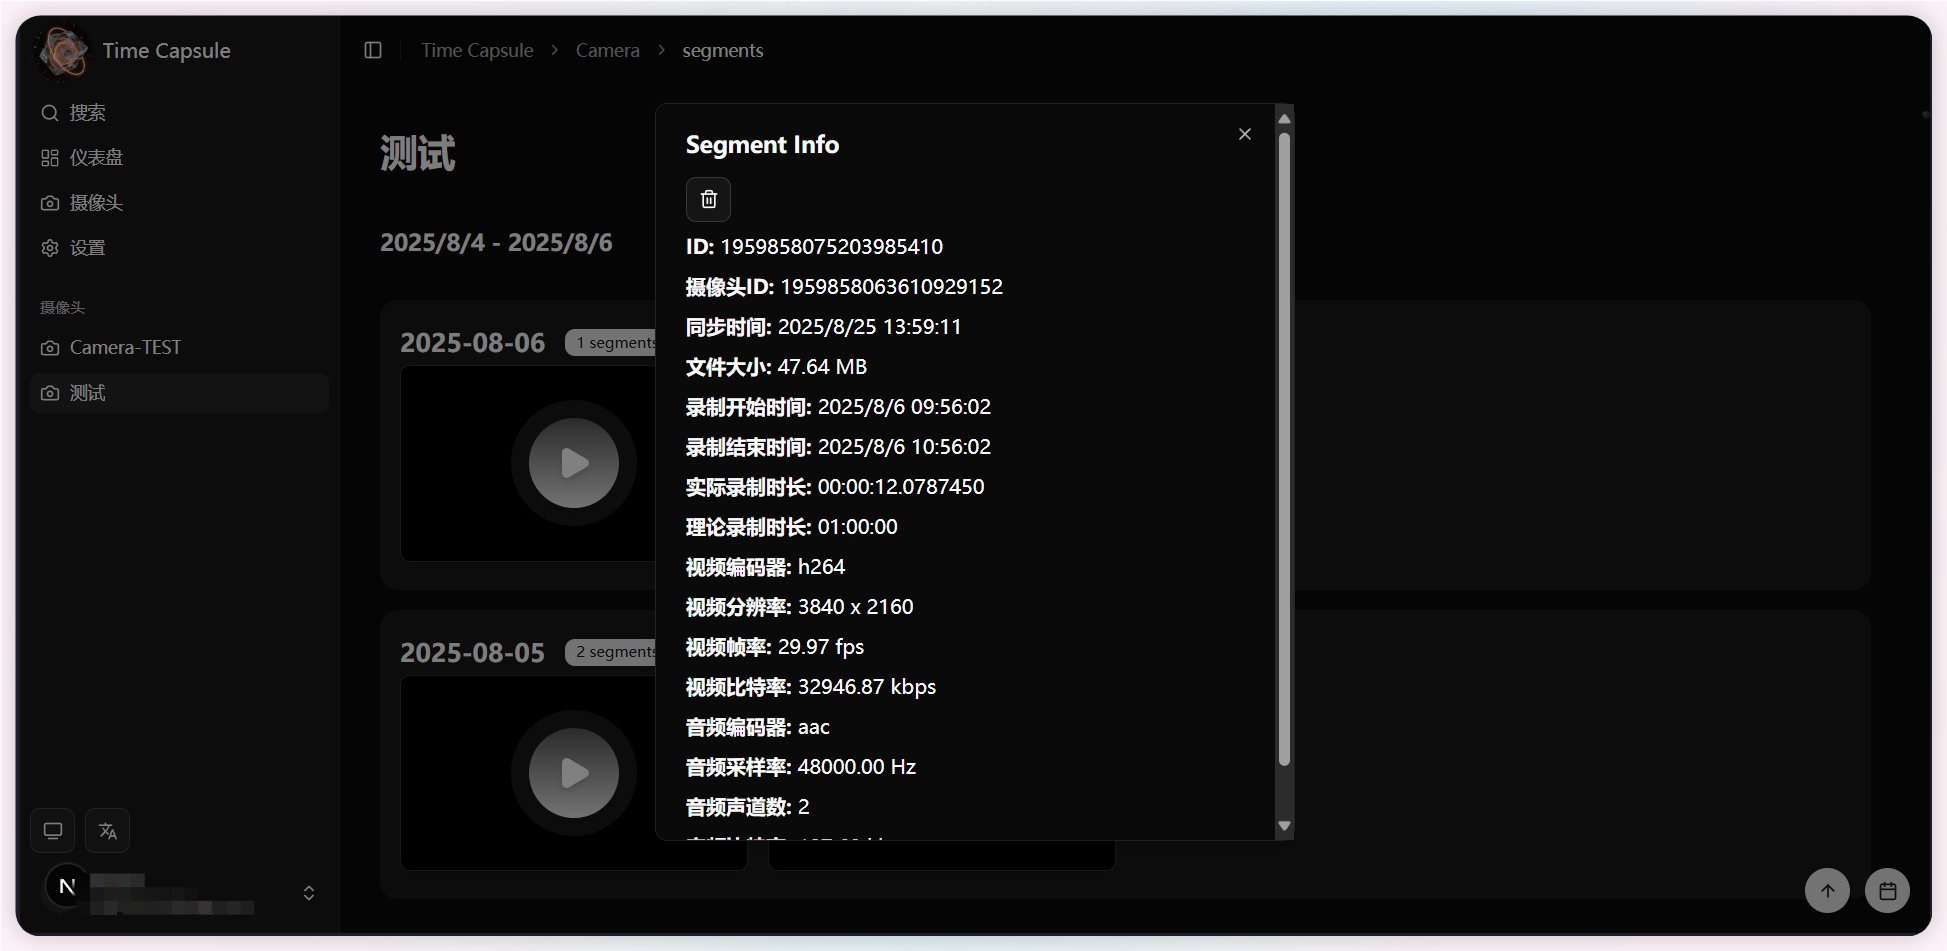 Time Capsule
搜索
仪表盘
摄像头
设置
摄像头
Camera-TEST
测试
N
Time Capsule > Camera > segments
测试
2025/8/4 - 2025/8/6
2025-08-06
1 segments
2025-08-05
2 segments
Segment Info
ID: 1959858075203985410
摄像头ID: 1959858063610929152
同步时间: 2025/8/25 13:59:11
文件大小: 47.64 MB
录制开始时间: 2025/8/6 09:56:02
录制结束时间: 2025/8/6 10:56:02
实际录制时长: 00:00:12.0787450
理论录制时长: 01:00:00
视频编码器: h264
视频分辨率: 3840 x 2160
视频帧率: 29.97 fps
视频比特率: 32946.87 kbps
音频编码器: aac
音频采样率: 48000.00 Hz
音频声道数: 2